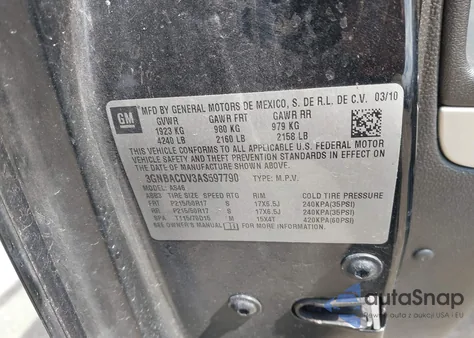 GM
MFD BY GENERAL MOTORS DE MEXICO, S. DE R.L. DE C.V. 03/10
GVWR GAWR FRT GAWR RR
1923 KG 980 KG 979 KG
4240 LB 2160 LB 2158 LB
THIS VEHICLE CONFORMS TO ALL APPLICABLE U.S. FEDERAL MOTOR
VEHICLE SAFETY, BUMPER, AND THEFT PREVENTION STANDARDS IN
EFFECT ON THE DATE OF MANUFACTURE SHOWN ABOVE.
3GNBACDV3AS597790 TYPE: M.P.V.
TIRE SIZE SPEED RTG RIM COLD TIRE PRESSURE
FRT P215/60R17 S 17X6.5J 240KPA(35PSI)
RR P215/60R17 S 17X6.5J 240KPA(35PSI)
SPA M 15X4T 420KPA(60PSI)
SEE OWNER'S MANUAL FOR MORE INFORMATION.
autoSnap